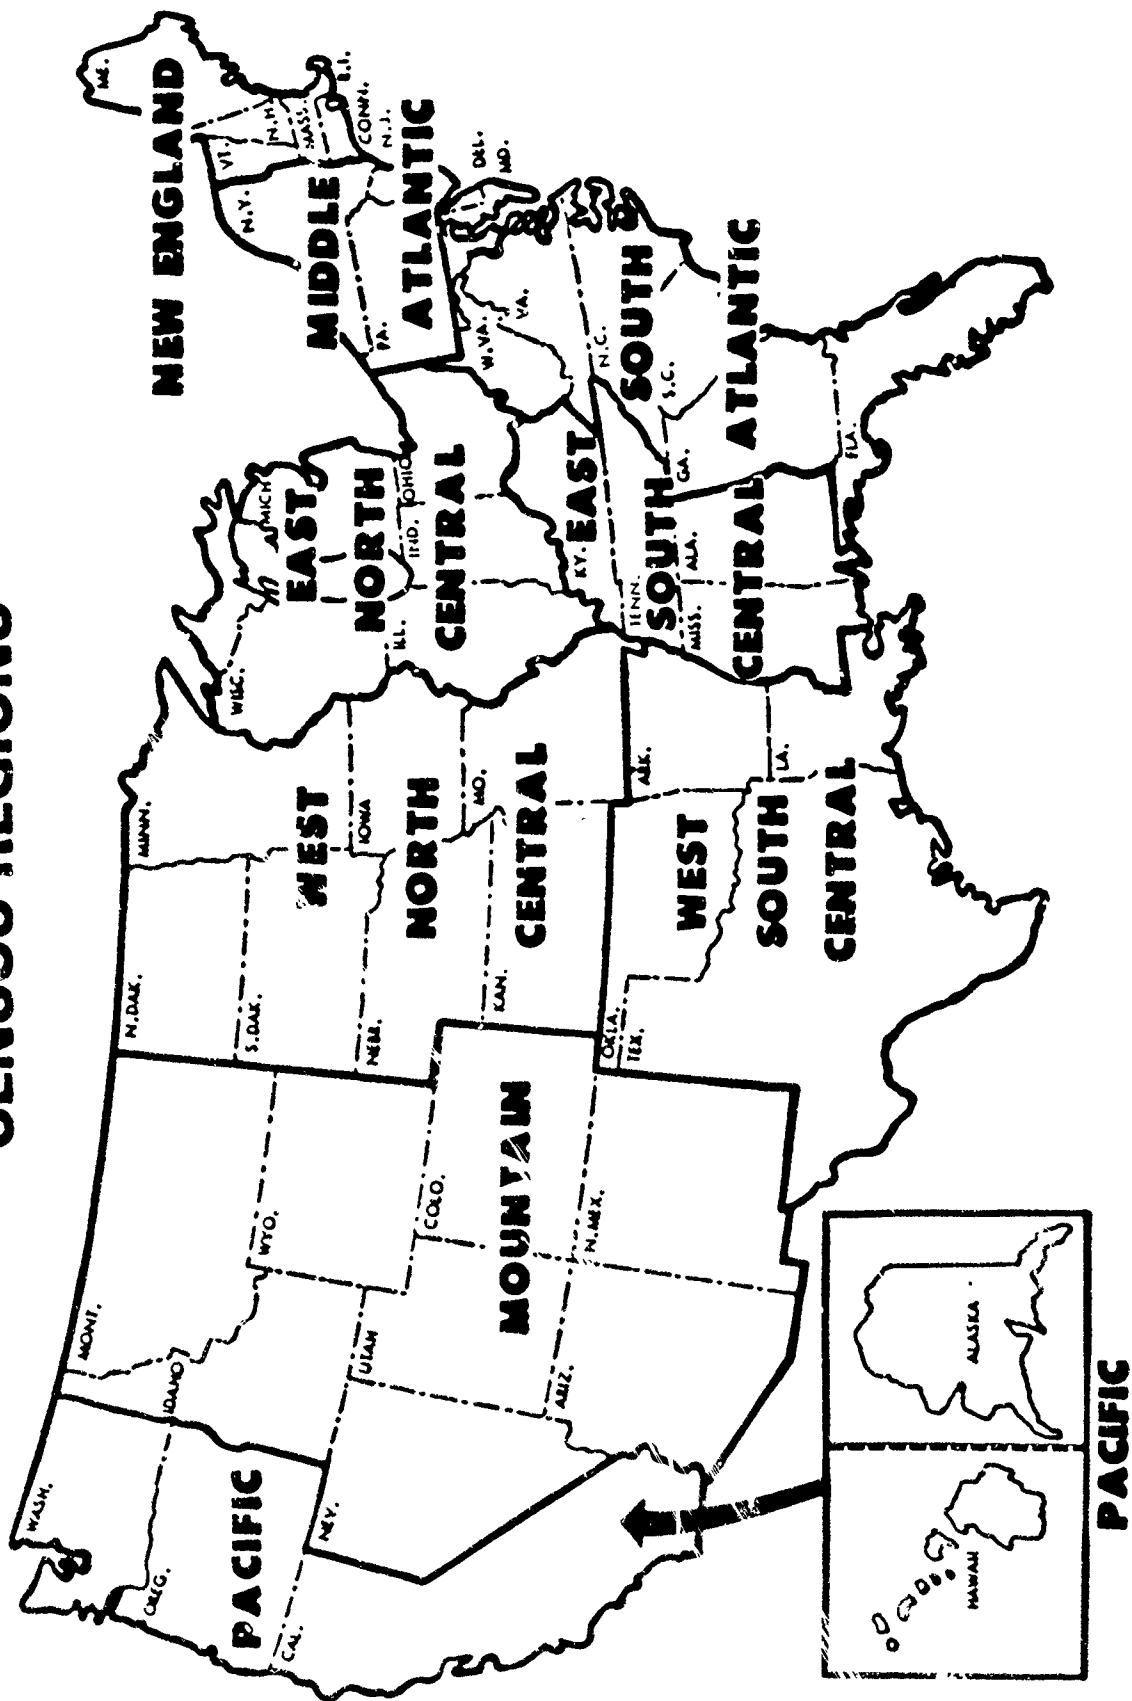 CENSUS REGIONS
WASH.
OREG.
CAL.
PACIFIC
NEV.
IDAHO
MONT.
WYO.
UTAH
COLO.
ARIZ.
N.MEX.
MOUNTAIN
N.DAK.
S.DAK.
NEBR.
KAN.
MINN.
IOWA
MO.
WEST
NORTH
CENTRAL
OKLA.
TEX.
ARK.
LA.
WEST
SOUTH
CENTRAL
WISC.
MICH
ILL.
IND.
OHIO
EAST
NORTH
CENTRAL
KY.
TENN.
MISS.
ALA.
EAST
SOUTH
CENTRAL
W.VA.
VA.
N.C.
S.C.
GA.
FLA.
DEL.
MD.
SOUTH
ATLANTIC
N.Y.
PA.
N.J.
MIDDLE
ATLANTIC
ME.
VT.
N.H.
MASS.
CONN.
R.I.
NEW ENGLAND
HAWAII
ALASKA
PACIFIC